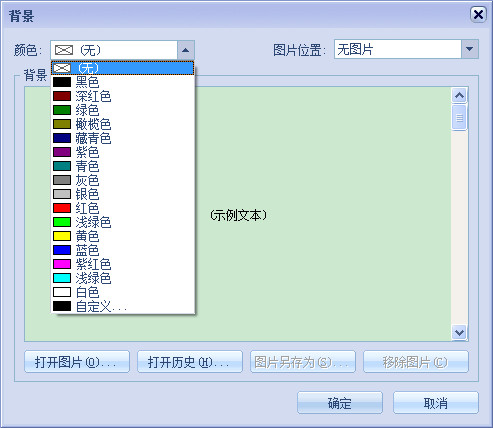 背景
颜色: (无) 图片位置: 无图片
背景
(无)
黑色
深红色
绿色
橄榄色
藏青色
紫色
青色
灰色
银色
红色
浅绿色
黄色
蓝色
紫红色
浅绿色
白色
自定义...
(示例文本)
打开图片(O)... 打开历史(H)... 图片另存为(S)... 移除图片(C)
确定 取消